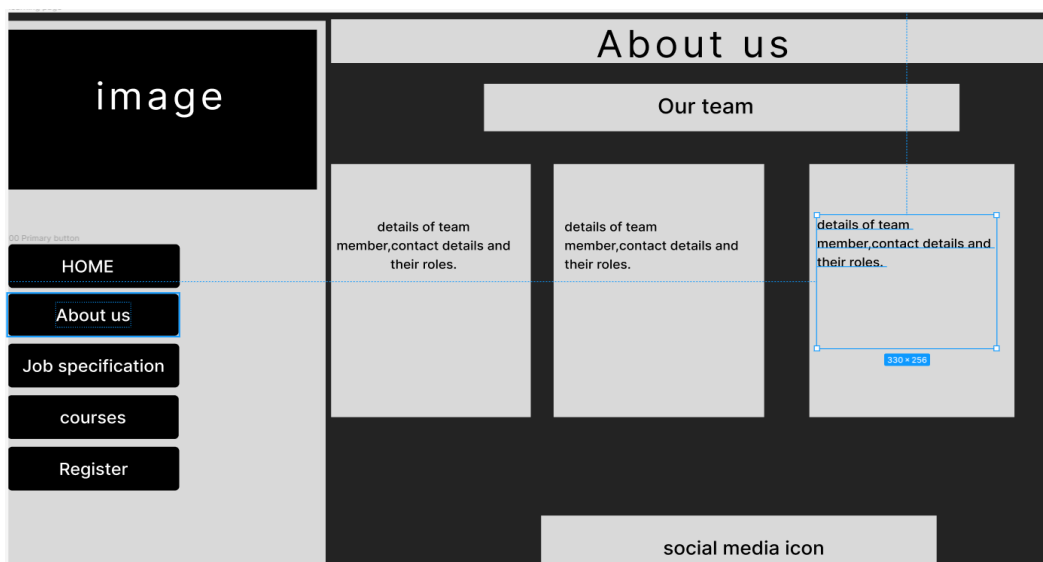 About us
image
Our team
details of team
member,contact details and
their roles.
details of team
member,contact details and
their roles.
details of team
member,contact details and
their roles.
00 Primary button
HOME
About us
Job specification
courses
Register
330 × 256
social media icon